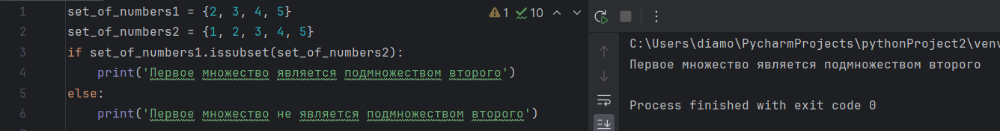 1 set_of_numbers1 = {2, 3, 4, 5}
2 set_of_numbers2 = {1, 2, 3, 4, 5}
3 if set_of_numbers1.issubset(set_of_numbers2):
4     print('Первое множество является подмножеством второго')
5 else:
6     print('Первое множество не является подмножеством второго')
1 10
C:\Users\diamo\PycharmProjects\pythonProject2\venv
Первое множество является подмножеством второго
Process finished with exit code 0